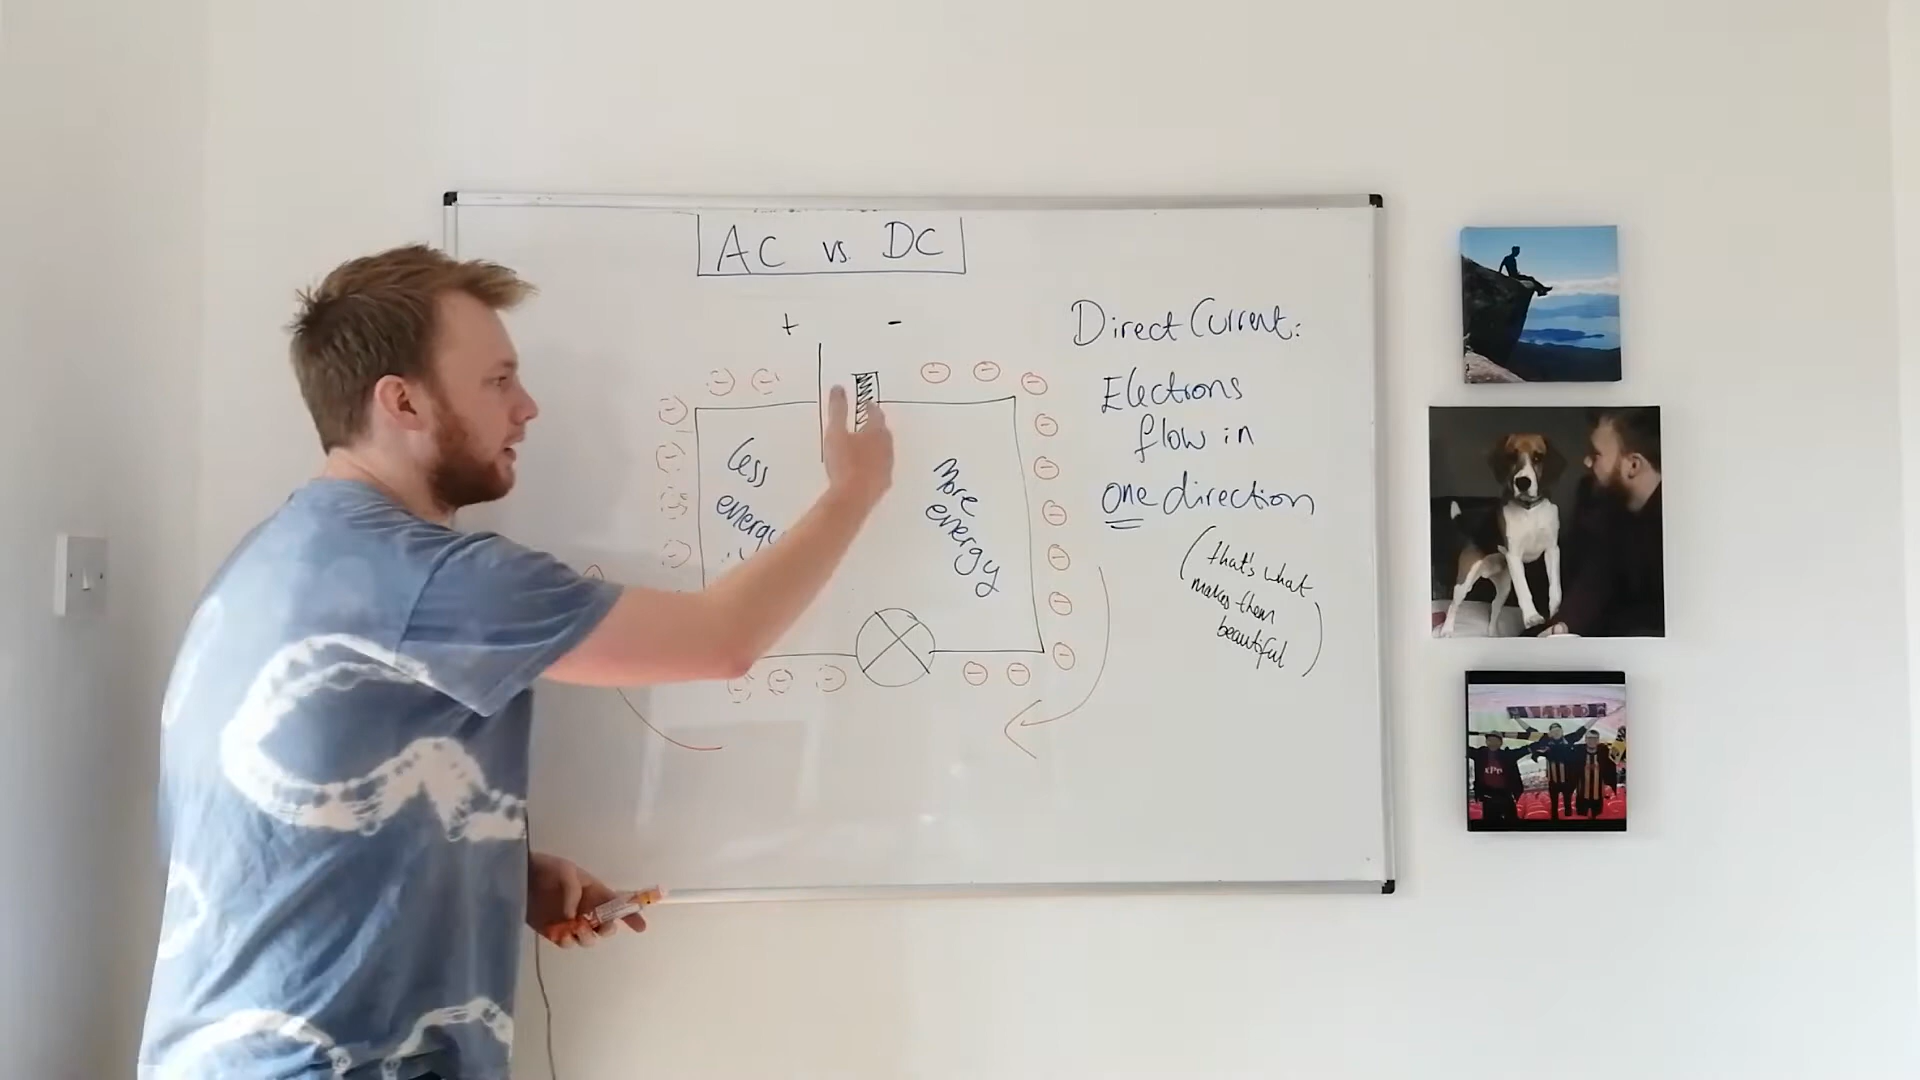 AC vs. DC
+ -
Direct Current:
Electrons
flow in
one direction
(that's what
makes them
beautiful)
less
energy
More
energy